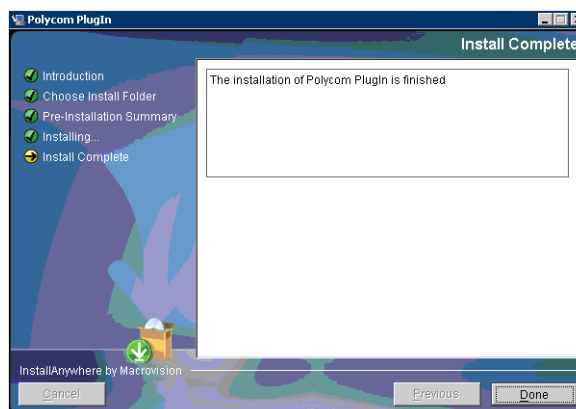 Polycom PlugIn
Install Complete
Introduction
Choose Install Folder
Pre-Installation Summary
Installing...
Install Complete
The installation of Polycom PlugIn is finished
InstallAnywhere by Macrovision
Cancel
Previous
Done